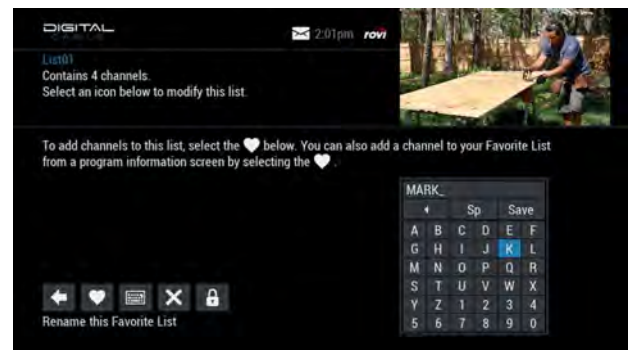 DIGITAL
CABLE
2:01pm rovi
List01
Contains 4 channels.
Select an icon below to modify this list.
To add channels to this list, select the below. You can also add a channel to your Favorite List
from a program information screen by selecting the .
MARK_
Sp Save
A B C D E F
G H I J K L
M N O P Q R
S T U V W X
Y Z 1 2 3 4
5 6 7 8 9 0
Rename this Favorite List